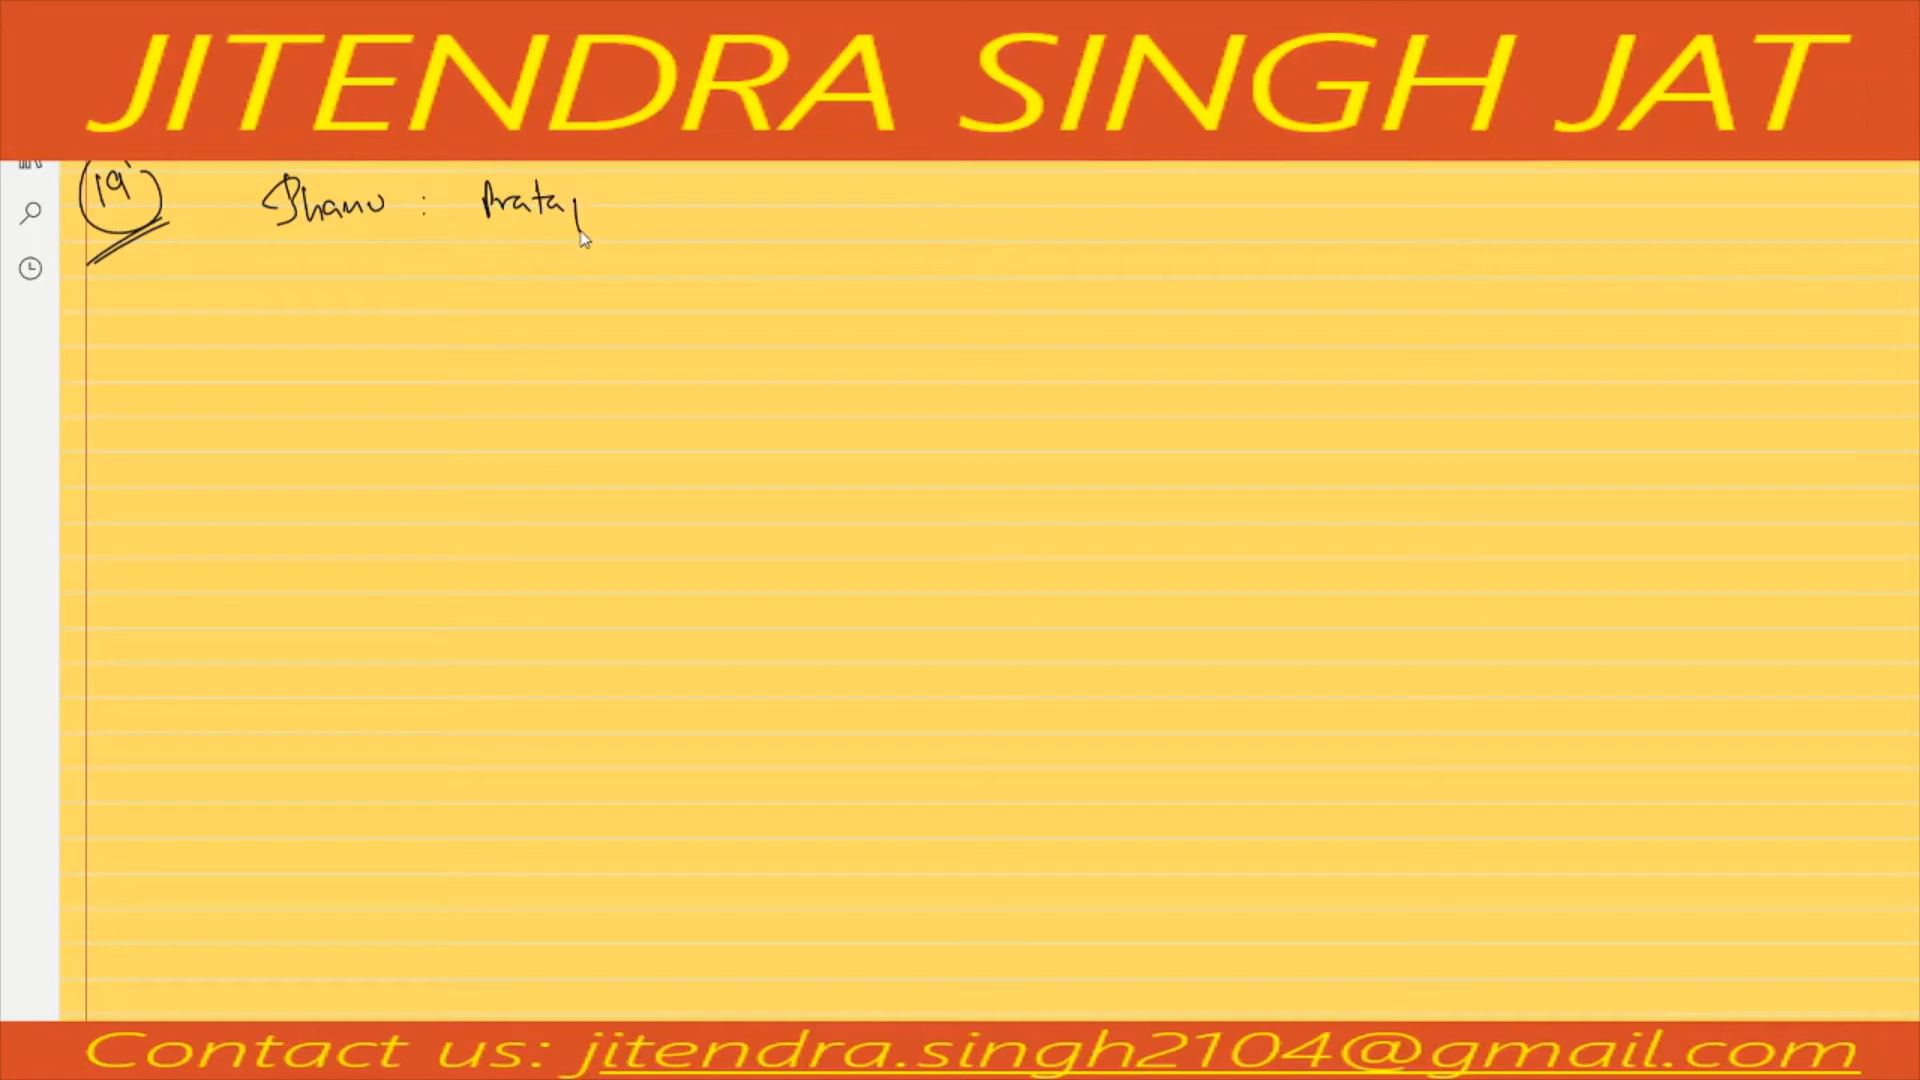 JITENDRA SINGH JAT
19
Bhanu : Pratap
Contact us: jitendra.singh2104@gmail.com